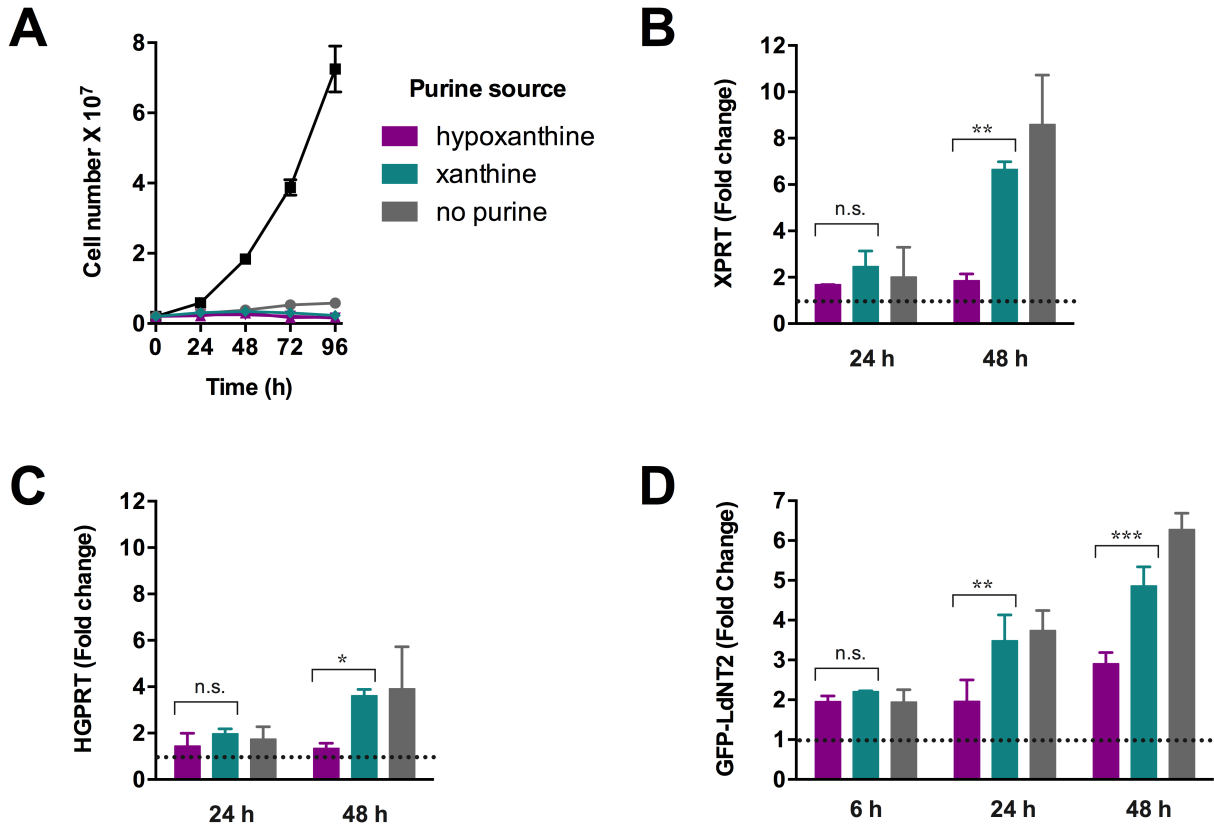 A
Cell number X 10⁷
8
6
4
2
0
0 24 48 72 96
Time (h)
Purine source
hypoxanthine
xanthine
no purine
B
XPRT (Fold change)
12
10
8
6
4
2
0
n.s.
**
24 h 48 h
C
HGPRT (Fold change)
12
10
8
6
4
2
0
n.s.
*
24 h 48 h
D
GFP-LdNT2 (Fold Change)
7
6
5
4
3
2
1
0
n.s.
**
***
6 h 24 h 48 h